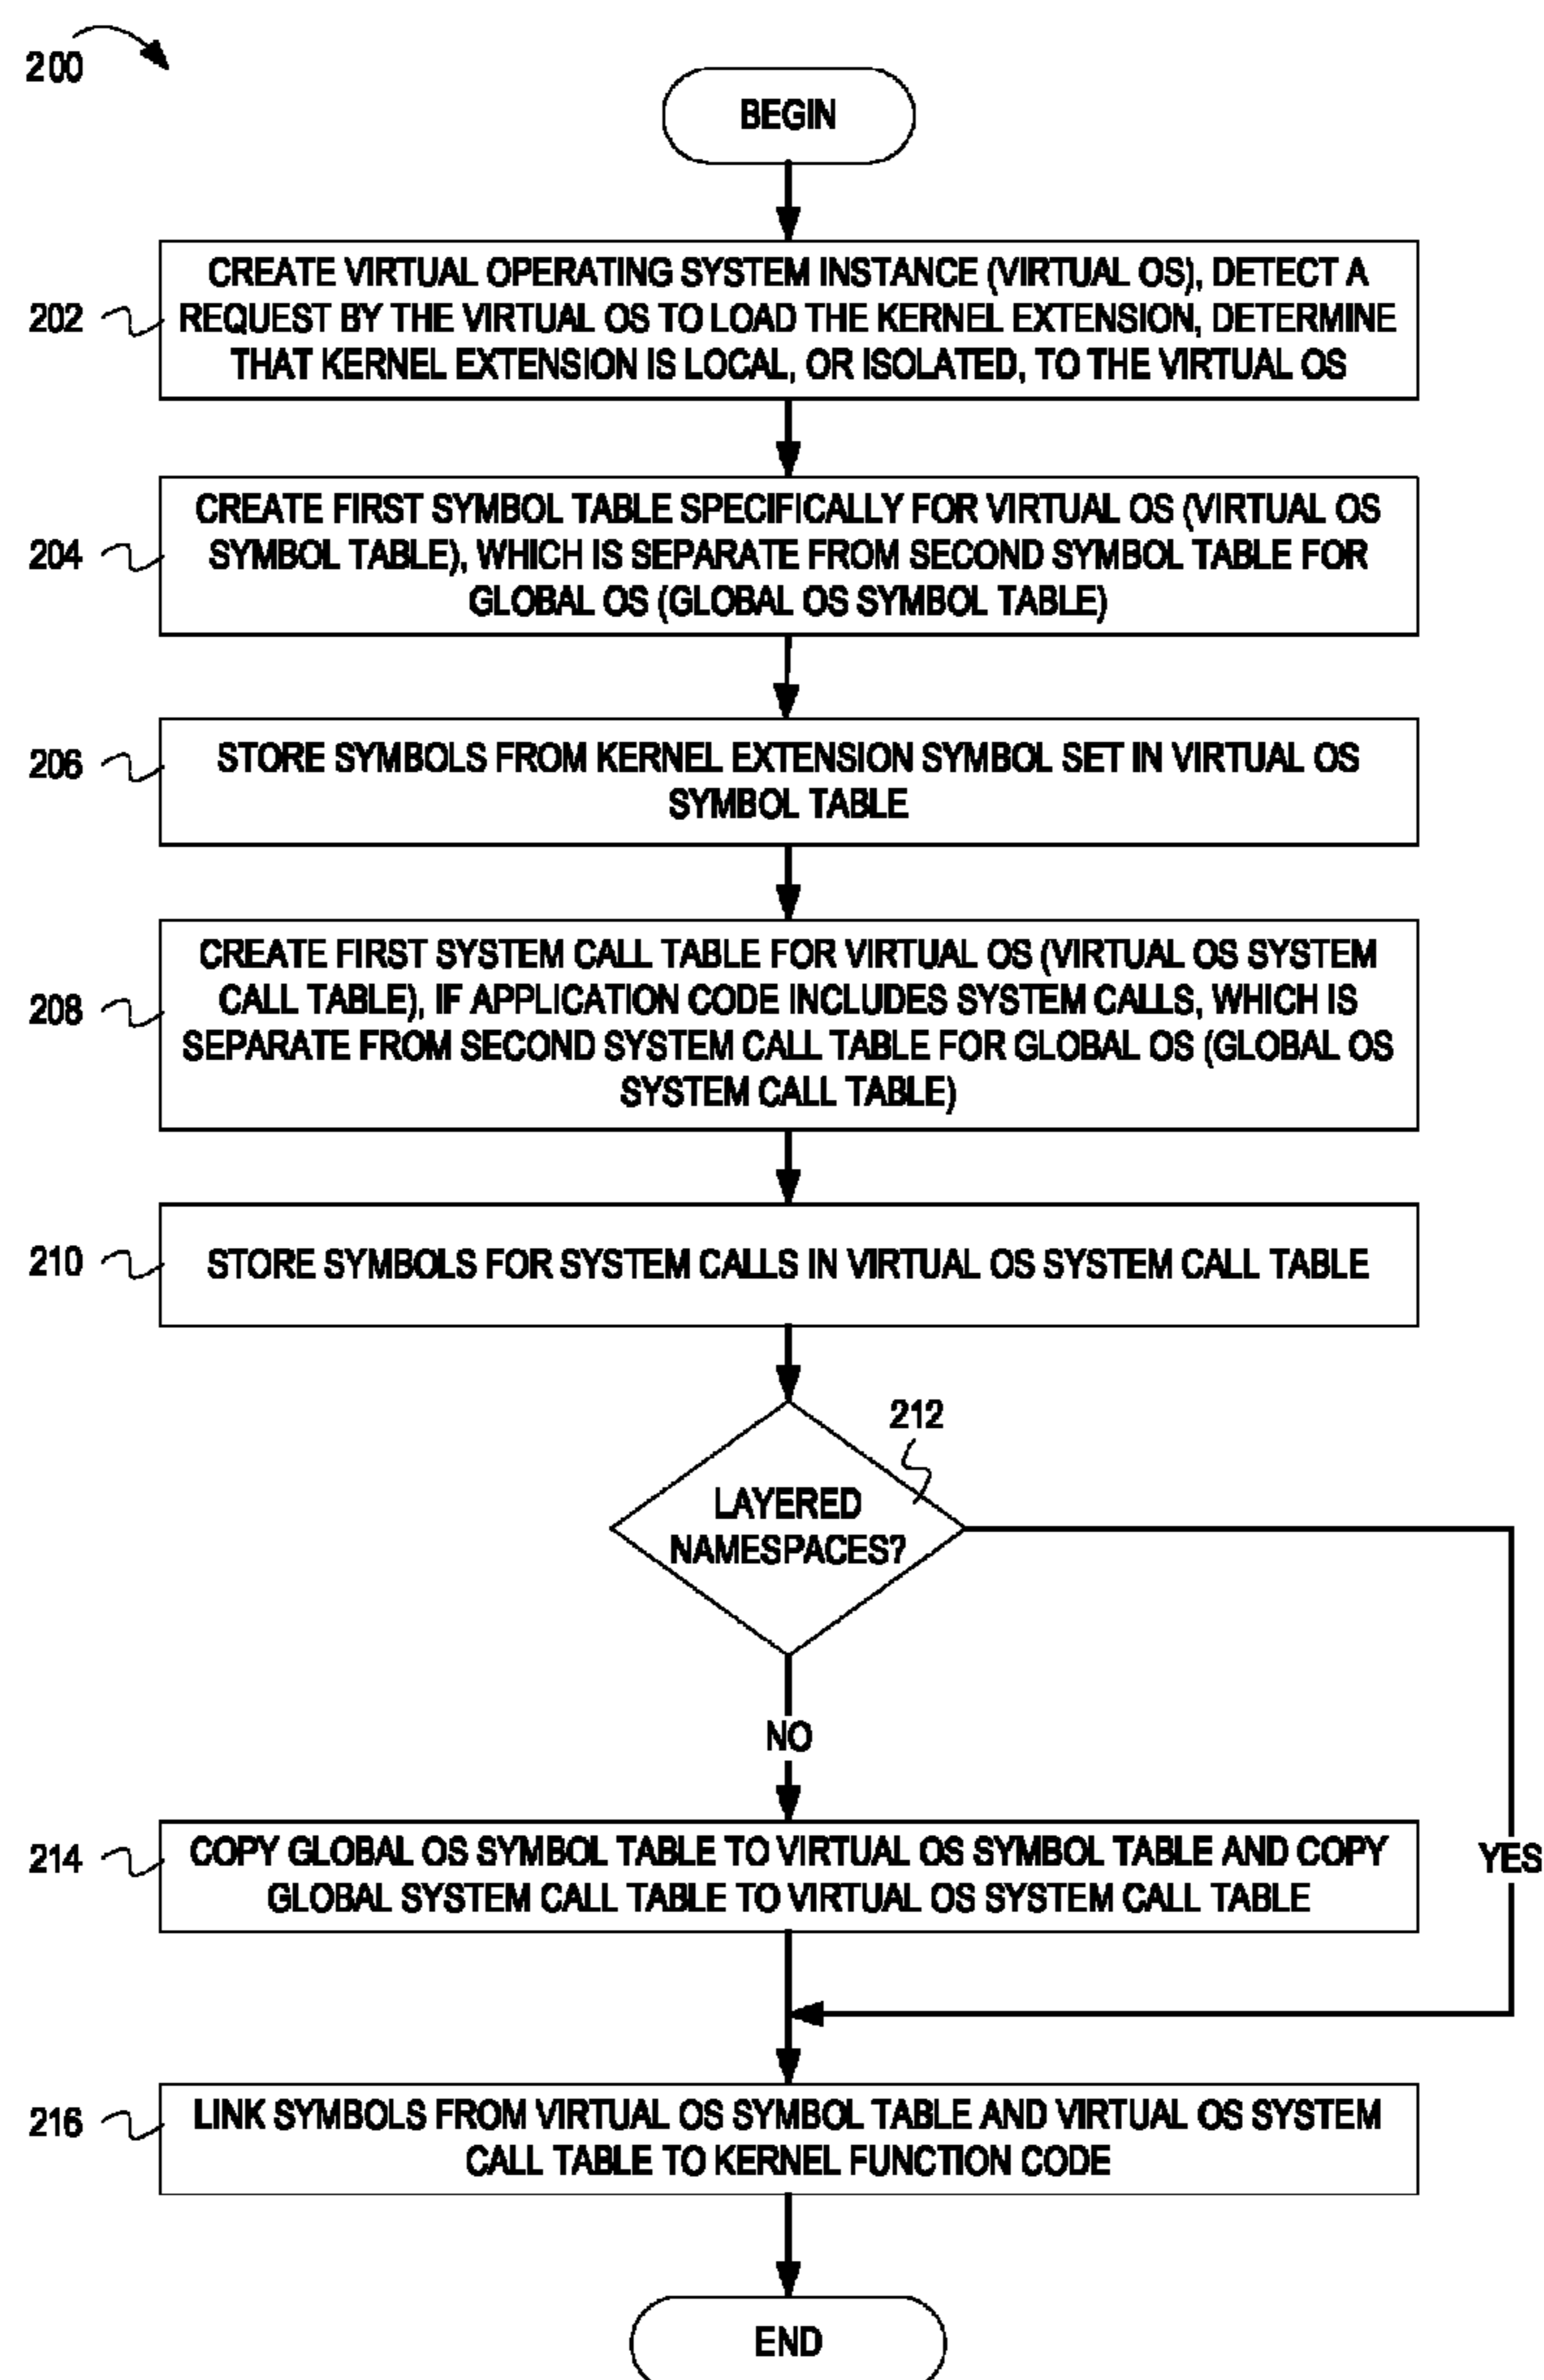 200
BEGIN
202
CREATE VIRTUAL OPERATING SYSTEM INSTANCE (VIRTUAL OS), DETECT A
REQUEST BY THE VIRTUAL OS TO LOAD THE KERNEL EXTENSION, DETERMINE
THAT KERNEL EXTENSION IS LOCAL, OR ISOLATED, TO THE VIRTUAL OS
204
CREATE FIRST SYMBOL TABLE SPECIFICALLY FOR VIRTUAL OS (VIRTUAL OS
SYMBOL TABLE), WHICH IS SEPARATE FROM SECOND SYMBOL TABLE FOR
GLOBAL OS (GLOBAL OS SYMBOL TABLE)
206
STORE SYMBOLS FROM KERNEL EXTENSION SYMBOL SET IN VIRTUAL OS
SYMBOL TABLE
208
CREATE FIRST SYSTEM CALL TABLE FOR VIRTUAL OS (VIRTUAL OS SYSTEM
CALL TABLE), IF APPLICATION CODE INCLUDES SYSTEM CALLS, WHICH IS
SEPARATE FROM SECOND SYSTEM CALL TABLE FOR GLOBAL OS (GLOBAL OS
SYSTEM CALL TABLE)
210
STORE SYMBOLS FOR SYSTEM CALLS IN VIRTUAL OS SYSTEM CALL TABLE
212
LAYERED
NAMESPACES?
NO
YES
214
COPY GLOBAL OS SYMBOL TABLE TO VIRTUAL OS SYMBOL TABLE AND COPY
GLOBAL SYSTEM CALL TABLE TO VIRTUAL OS SYSTEM CALL TABLE
216
LINK SYMBOLS FROM VIRTUAL OS SYMBOL TABLE AND VIRTUAL OS SYSTEM
CALL TABLE TO KERNEL FUNCTION CODE
END